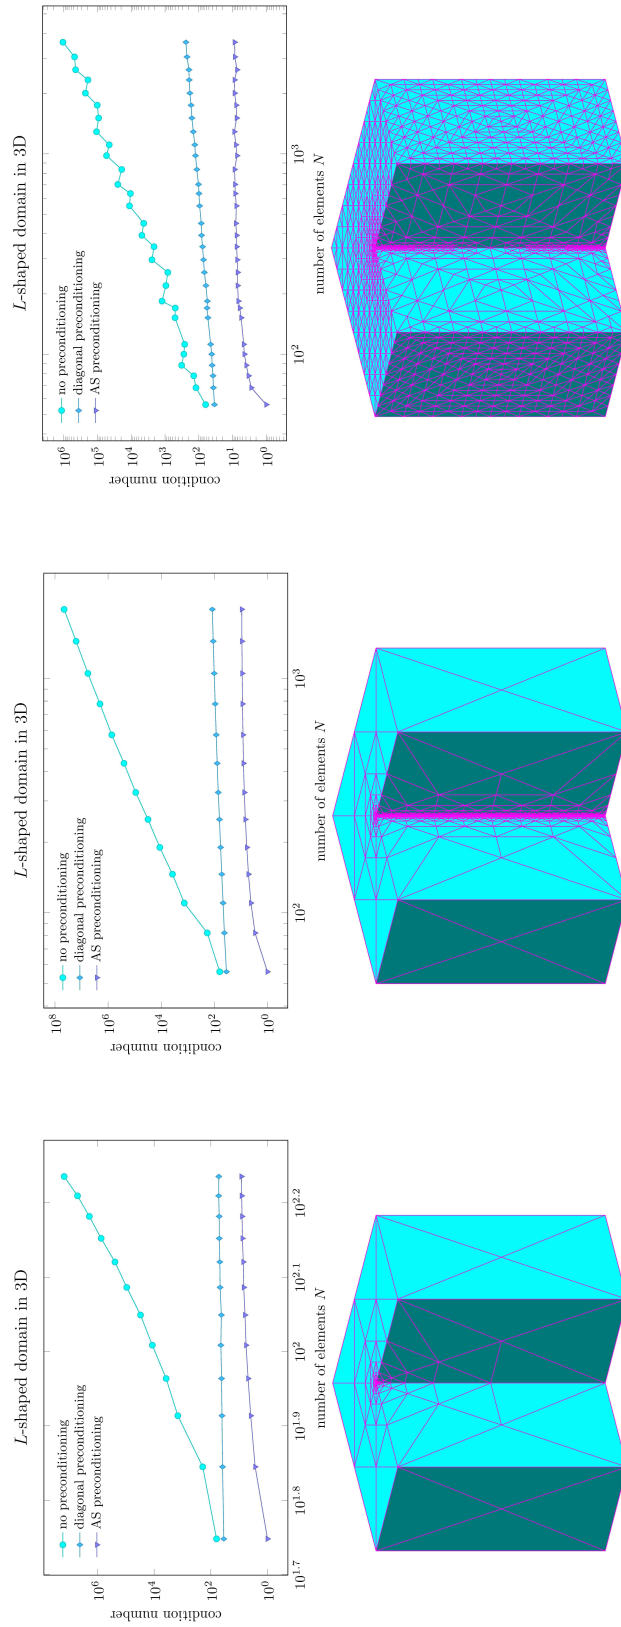 L-shaped domain in 3D
no preconditioning
diagonal preconditioning
AS preconditioning
10^6
10^4
10^2
10^0
condition number
10^1.7 10^1.8 10^1.9 10^2 10^2.1 10^2.2
number of elements N
L-shaped domain in 3D
no preconditioning
diagonal preconditioning
AS preconditioning
10^8
10^6
10^4
10^2
10^0
condition number
10^2 10^3
number of elements N
L-shaped domain in 3D
no preconditioning
diagonal preconditioning
AS preconditioning
10^6
10^5
10^4
10^3
10^2
10^1
10^0
condition number
10^2 10^3
number of elements N